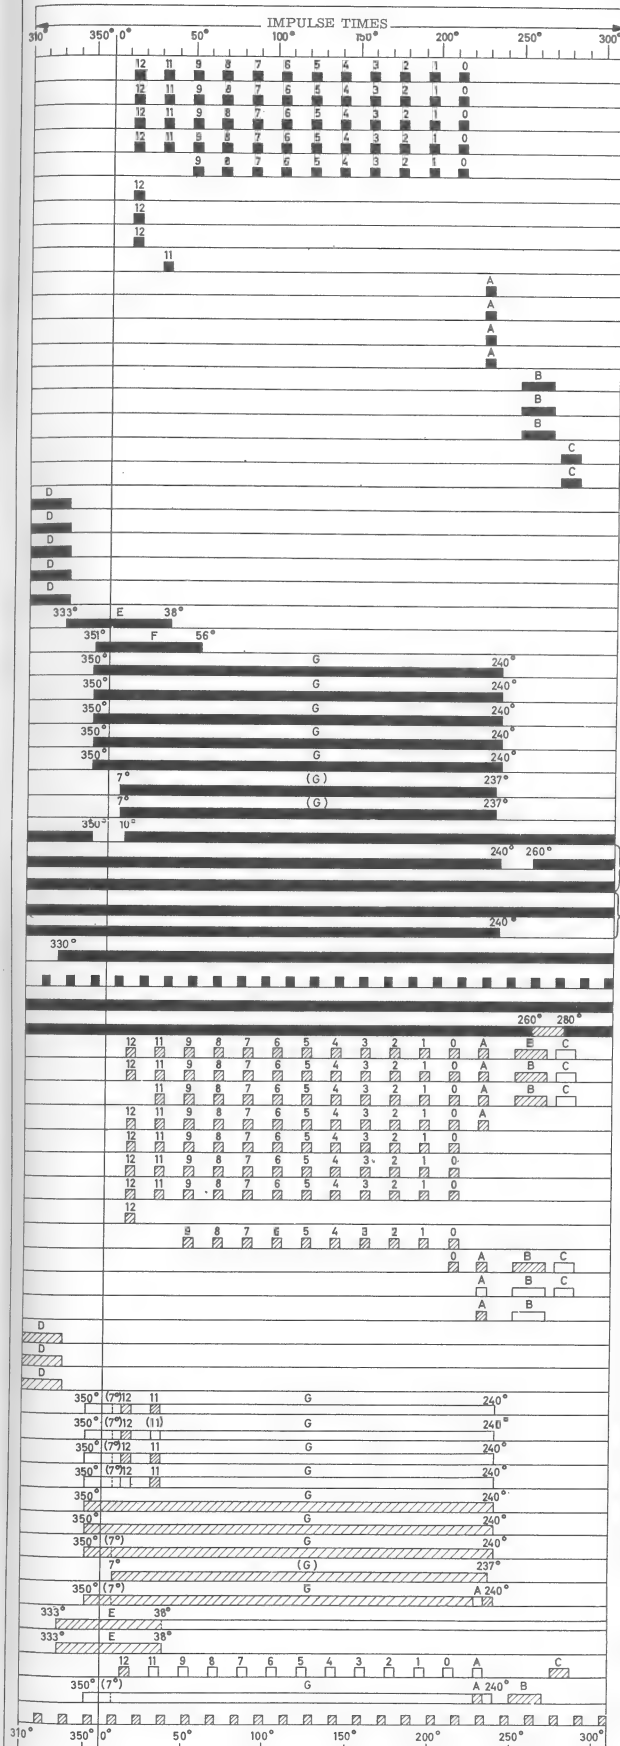 IMPULSE TIMES
310° 350° 0° 50° 100° 150° 200° 250° 300°
12 11 9 8 7 6 5 4 3 2 1 0
12 11 9 8 7 6 5 4 3 2 1 0
12 11 9 8 7 6 5 4 3 2 1 0
12 11 9 8 7 6 5 4 3 2 1 0
9 8 7 6 5 4 3 2 1 0
12
12
12
11
A
A
A
A
B
B
B
C
C
D
D
D
D
D
333° E 38°
351° F 56°
350° G 240°
350° G 240°
350° G 240°
350° G 240°
350° G 240°
7° (G) 237°
7° (G) 237°
350° 10°
240° 260°
240°
330°
260° 280°
12 11 9 8 7 6 5 4 3 2 1 0 A B C
12 11 9 8 7 6 5 4 3 2 1 0 A B C
11 9 8 7 6 5 4 3 2 1 0 A B C
12 11 9 8 7 6 5 4 3 2 1 0 A
12 11 9 8 7 6 5 4 3 2 1 0
12 11 9 8 7 6 5 4 3 2 1 0
12 11 9 8 7 6 5 4 3 2 1 0
12
9 8 7 6 5 4 3 2 1 0
0 A B C
A B C
A B
D
D
D
350° (7°) 12 11 G 240°
350° (7°) 12 (11) G 240°
350° (7°) 12 11 G 240°
350° (7°) 12 11 G 240°
350° G 240°
350° G 240°
350° (7°) G 240°
7° (G) 237°
350° (7°) G A 240°
333° E 38°
333° E 38°
12 11 9 8 7 6 5 4 3 2 1 0 A C
350° (7°) G A 240° B
310° 350° 0° 50° 100° 150° 200° 250° 300°